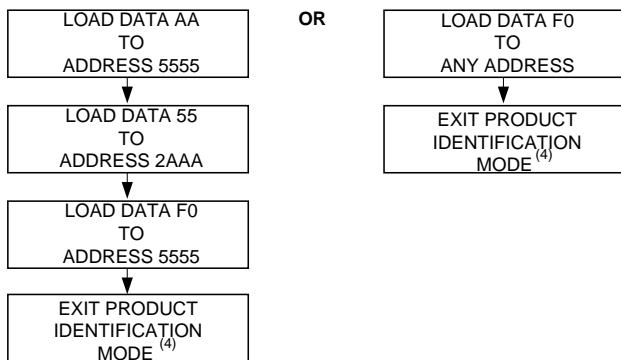 LOAD DATA AA
TO
ADDRESS 5555
LOAD DATA 55
TO
ADDRESS 2AAA
LOAD DATA F0
TO
ADDRESS 5555
EXIT PRODUCT
IDENTIFICATION
MODE (4)
OR
LOAD DATA F0
TO
ANY ADDRESS
EXIT PRODUCT
IDENTIFICATION
MODE (4)